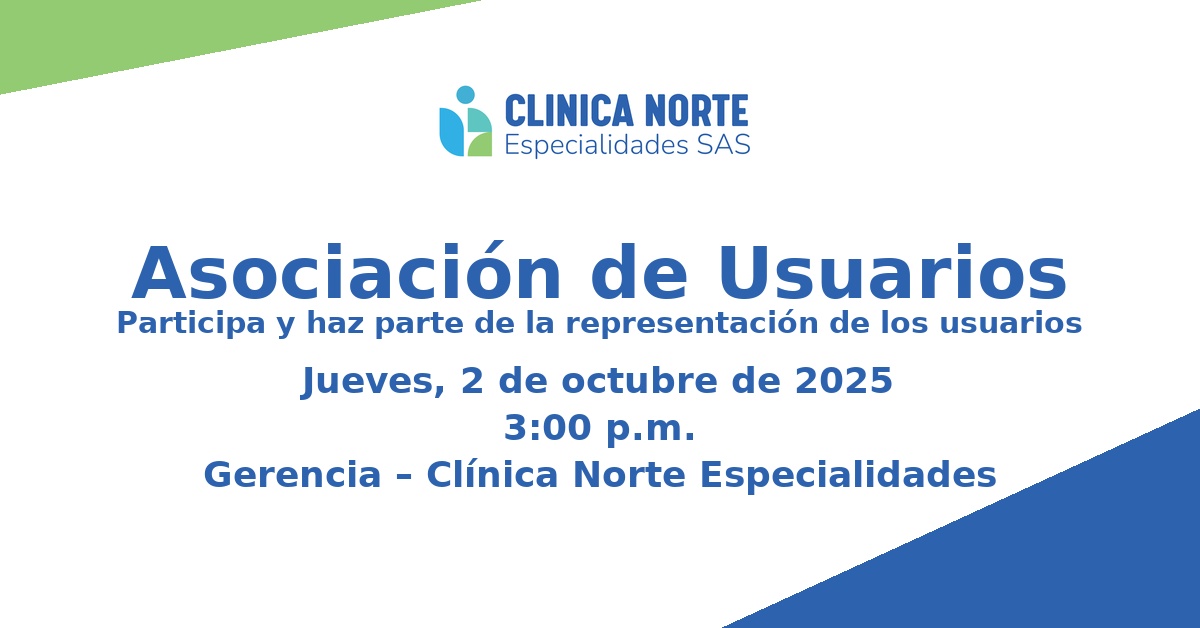 CLINICA NORTE
Especialidades SAS
Asociación de Usuarios
Participa y haz parte de la representación de los usuarios
Jueves, 2 de octubre de 2025
3:00 p.m.
Gerencia – Clínica Norte Especialidades